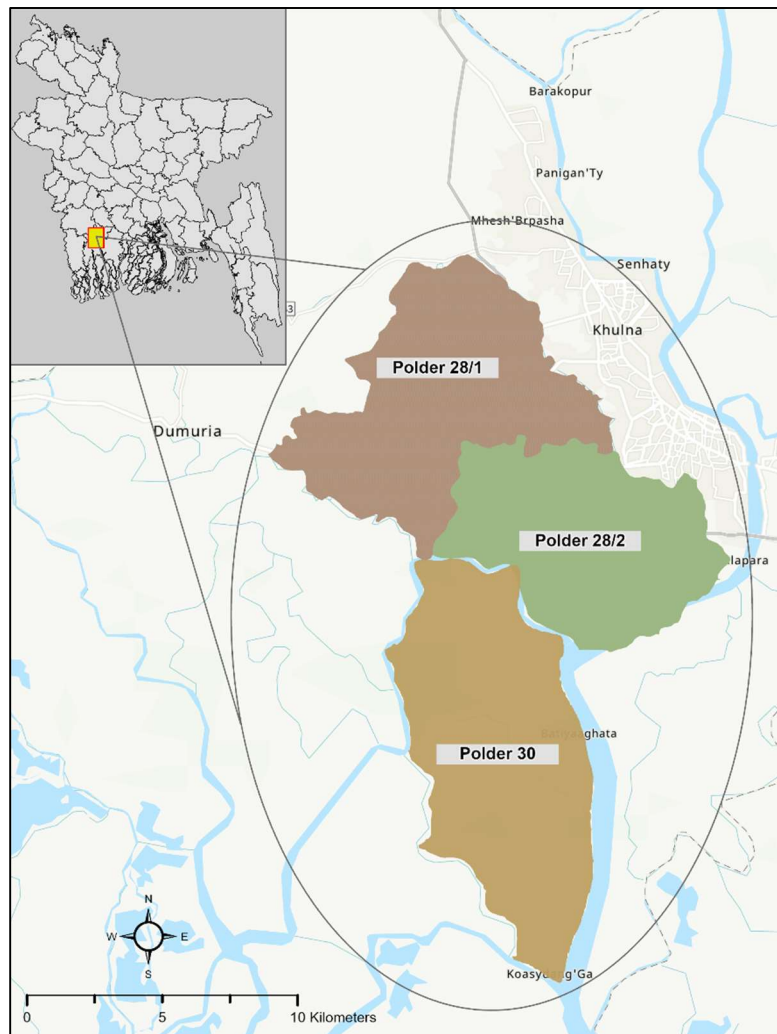 Barakopur
Panigan'Ty
Mhesh'Brpasha
Senhaty
3
Khulna
Polder 28/1
Dumuria
Polder 28/2
lapara
Polder 30
N
W
E
S
0
5
10 Kilometers